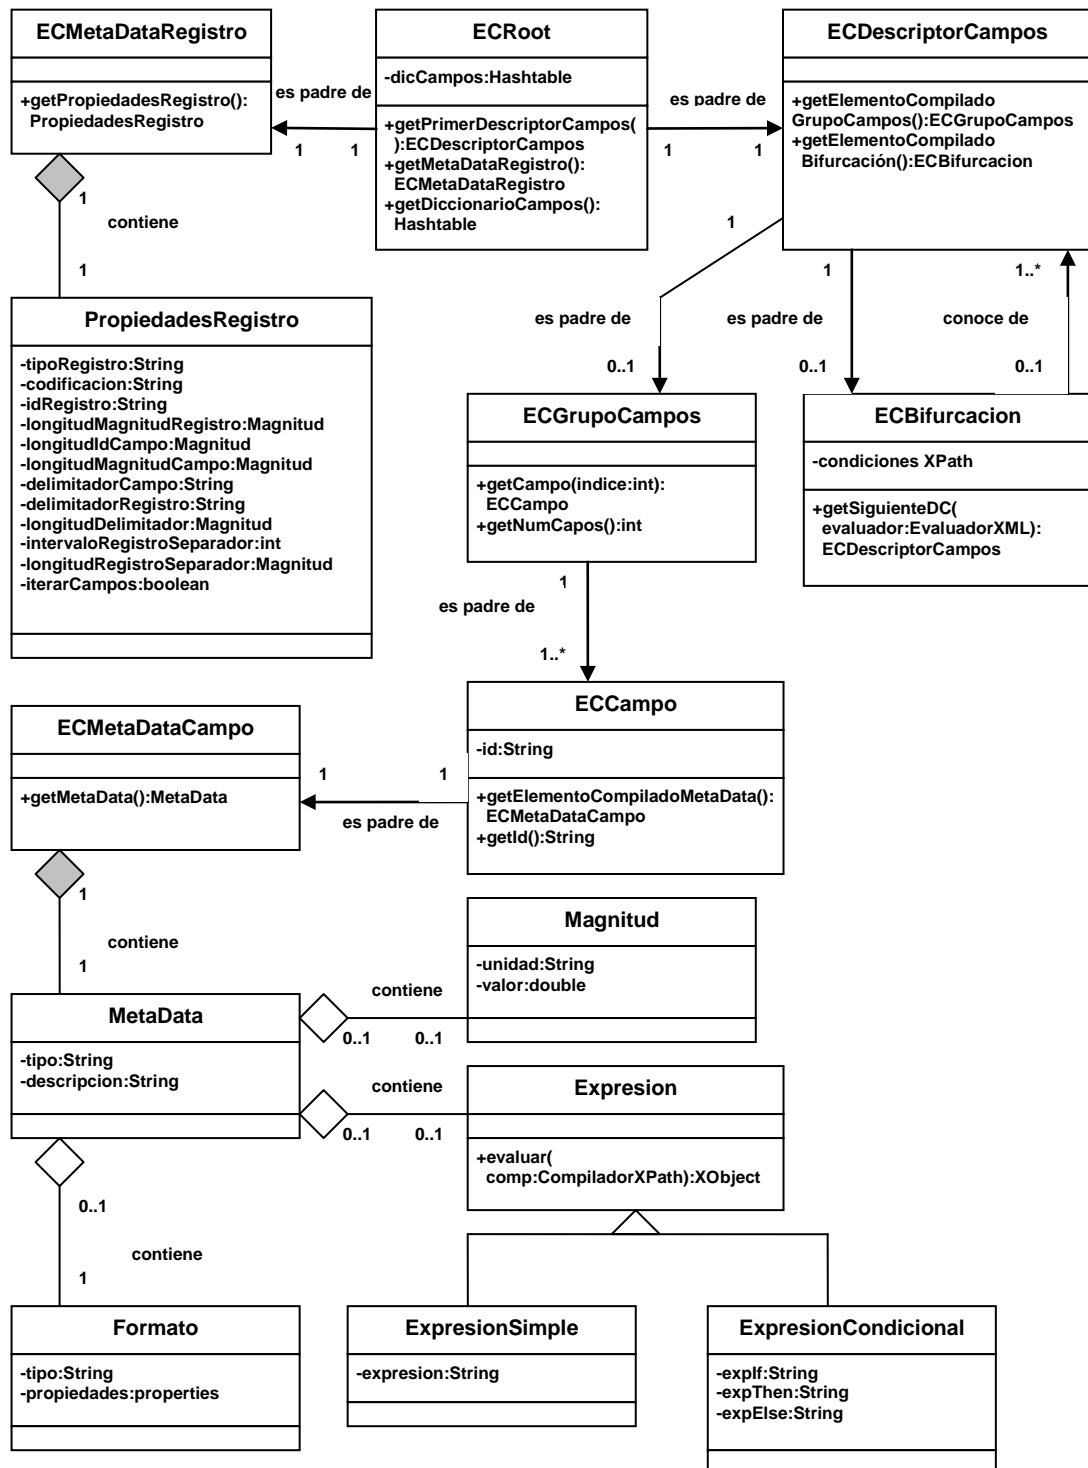 ECMetaDataRegistro
+getPropiedadesRegistro():
PropiedadesRegistro
es padre de
1
1
ECRoot
-dicCampos:Hashtable
+getPrimerDescriptorCampos(
):ECDescriptorCampos
+getMetaDataRegistro():
ECMetaDataRegistro
+getDiccionarioCampos():
Hashtable
es padre de
1
1
ECDescriptorCampos
+getElementoCompilado
GrupoCampos():ECGrupoCampos
+getElementoCompilado
Bifurcación():ECBifurcacion
1
contiene
1
1
es padre de
0..1
1
es padre de
0..1
1..*
conoce de
0..1
PropiedadesRegistro
-tipoRegistro:String
-codificacion:String
-idRegistro:String
-longitudMagnitudRegistro:Magnitud
-longitudIdCampo:Magnitud
-longitudMagnitudCampo:Magnitud
-delimitadorCampo:String
-delimitadorRegistro:String
-longitudDelimitador:Magnitud
-intervaloRegistroSeparador:int
-longitudRegistroSeparador:Magnitud
-iterarCampos:boolean
ECGrupoCampos
+getCampo(indice:int):
ECCampo
+getNumCapos():int
ECBifurcacion
-condiciones XPath
+getSiguienteDC(
evaluador:EvaluadorXML):
ECDescriptorCampos
1
es padre de
1..*
ECMetaDataCampo
+getMetaData():MetaData
1
1
es padre de
ECCampo
-id:String
+getElementoCompiladoMetaData():
ECMetaDataCampo
+getId():String
1
contiene
1
Magnitud
-unidad:String
-valor:double
MetaData
-tipo:String
-descripcion:String
contiene
0..1
0..1
contiene
0..1
0..1
Expresion
+evaluar(
comp:CompiladorXPath):XObject
0..1
contiene
1
Formato
-tipo:String
-propiedades:properties
ExpresionSimple
-expresion:String
ExpresionCondicional
-expIf:String
-expThen:String
-expElse:String